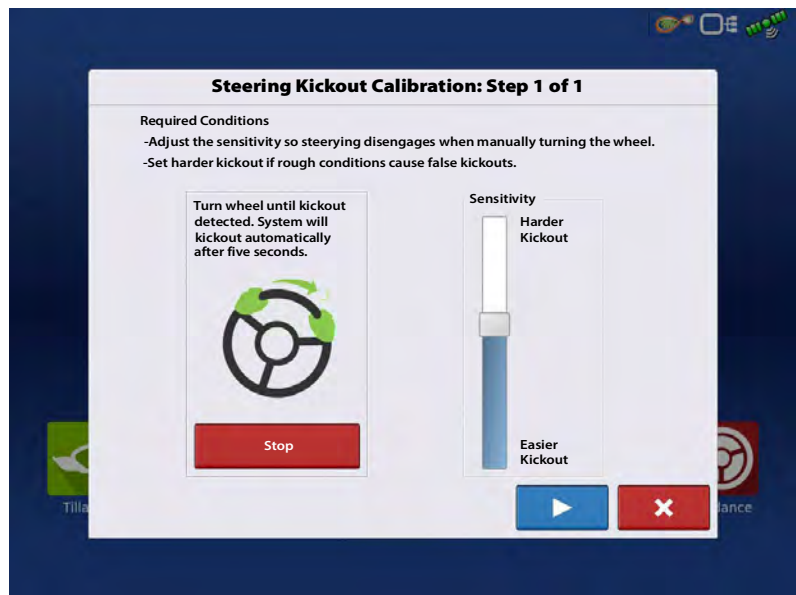 Steering Kickout Calibration: Step 1 of 1
Required Conditions
-Adjust the sensitivity so steerying disengages when manually turning the wheel.
-Set harder kickout if rough conditions cause false kickouts.
Turn wheel until kickout
detected. System will
kickout automatically
after five seconds.
Stop
Sensitivity
Harder
Kickout
Easier
Kickout
Tilla
dance